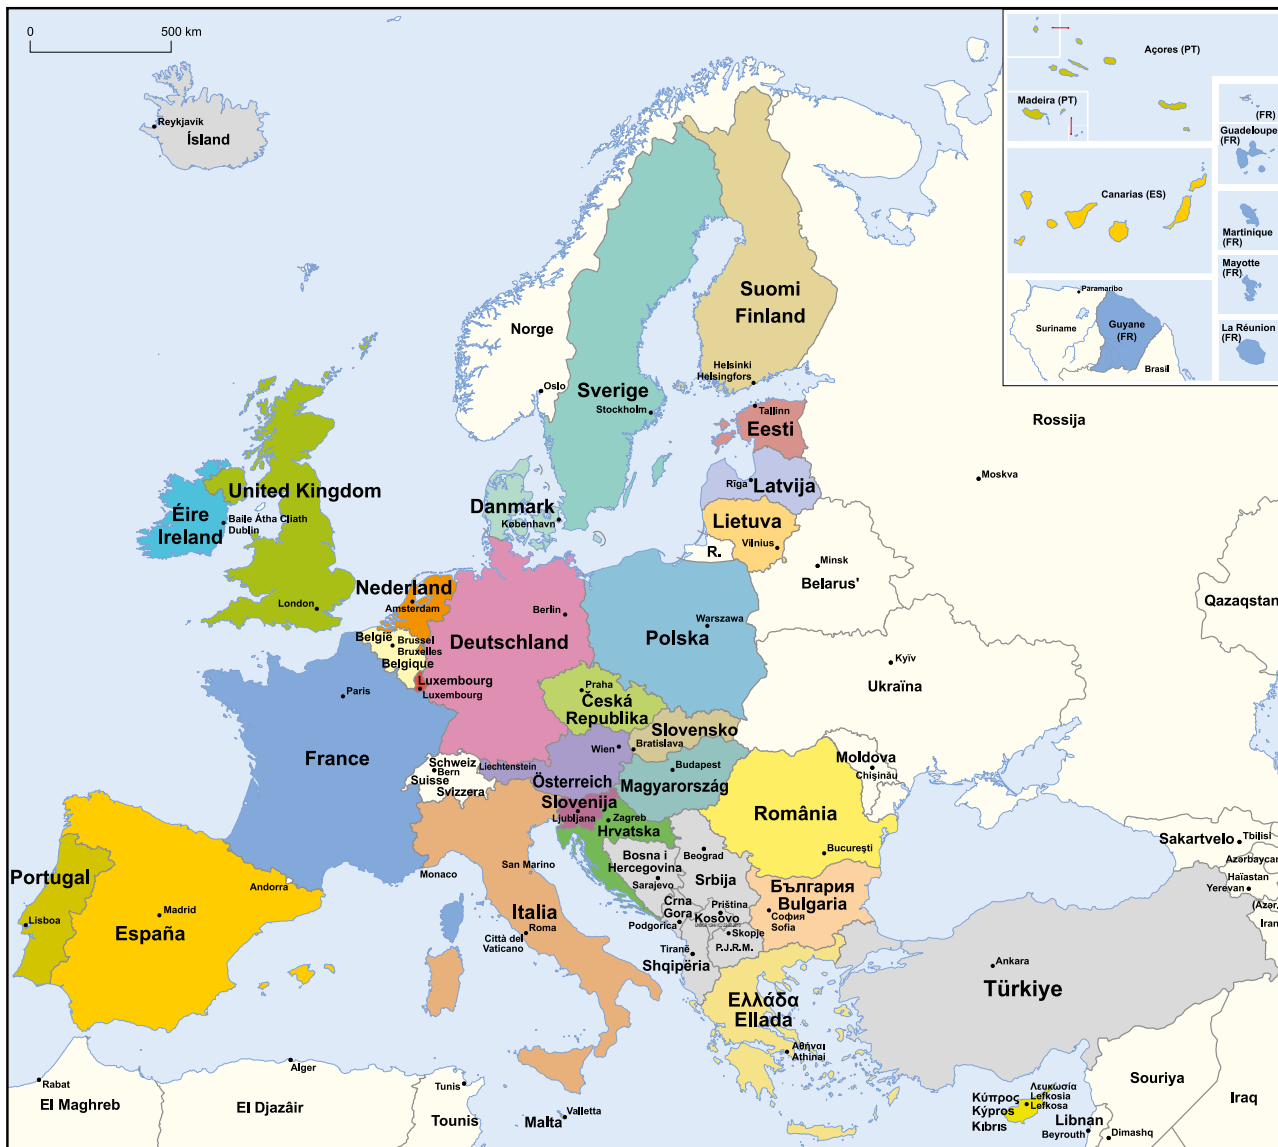 0
500 km
Açores (PT)
Madeira (PT)
(FR)
Guadeloupe
(FR)
Canarias (ES)
Martinique
(FR)
Mayotte
(FR)
Paramaribo
Suriname
Guyane
(FR)
Brasil
La Réunion
(FR)
Reykjavík
Ísland
Suomi
Finland
Norge
Helsinki
Helsingfors
Oslo
Sverige
Stockholm
Tallinn
Eesti
Rossija
Moskva
Rīga
Latvija
United Kingdom
Éire
Ireland
Baile Átha Cliath
Dublin
Danmark
København
Lietuva
Vilnius
R.
Minsk
Belarus'
Nederland
Amsterdam
London
Berlin
Deutschland
Warszawa
Polska
Qazaqstan
België
Brussel
Bruxelles
Belgique
Kyïv
Ukraïna
Luxembourg
Luxembourg
Paris
Praha
Česká
Republika
Slovensko
Bratislava
Wien
France
Schweiz
Bern
Suisse
Svizzera
Liechtenstein
Österreich
Budapest
Magyarország
Moldova
Chişinău
Slovenija
Ljubljana
Zagreb
Hrvatska
România
Bucureşti
Sakartvelo
Tbilisi
Azərbaycan
Haïastan
Yerevan
(Azər.)
Iran
Bosna i
Hercegovina
Sarajevo
Beograd
Srbija
San Marino
Monaco
Andorra
Portugal
Lisboa
Madrid
España
Italia
Roma
Città del
Vaticano
Crna
Gora
Podgorica
Priština
Kosovo
Skopje
P.J.R.M.
България
Bulgaria
София
Sofia
Tiranë
Shqipëria
Ankara
Türkiye
Ελλάδα
Ellada
Αθήναι
Athinai
Rabat
El Maghreb
Alger
El Djazâir
Tunis
Tounis
Malta
Valletta
Κύπρος
Kýpros
Kıbrıs
Λευκωσία
Lefkosia
Lefkosa
Souriya
Iraq
Libnan
Beyrouth
Dimashq